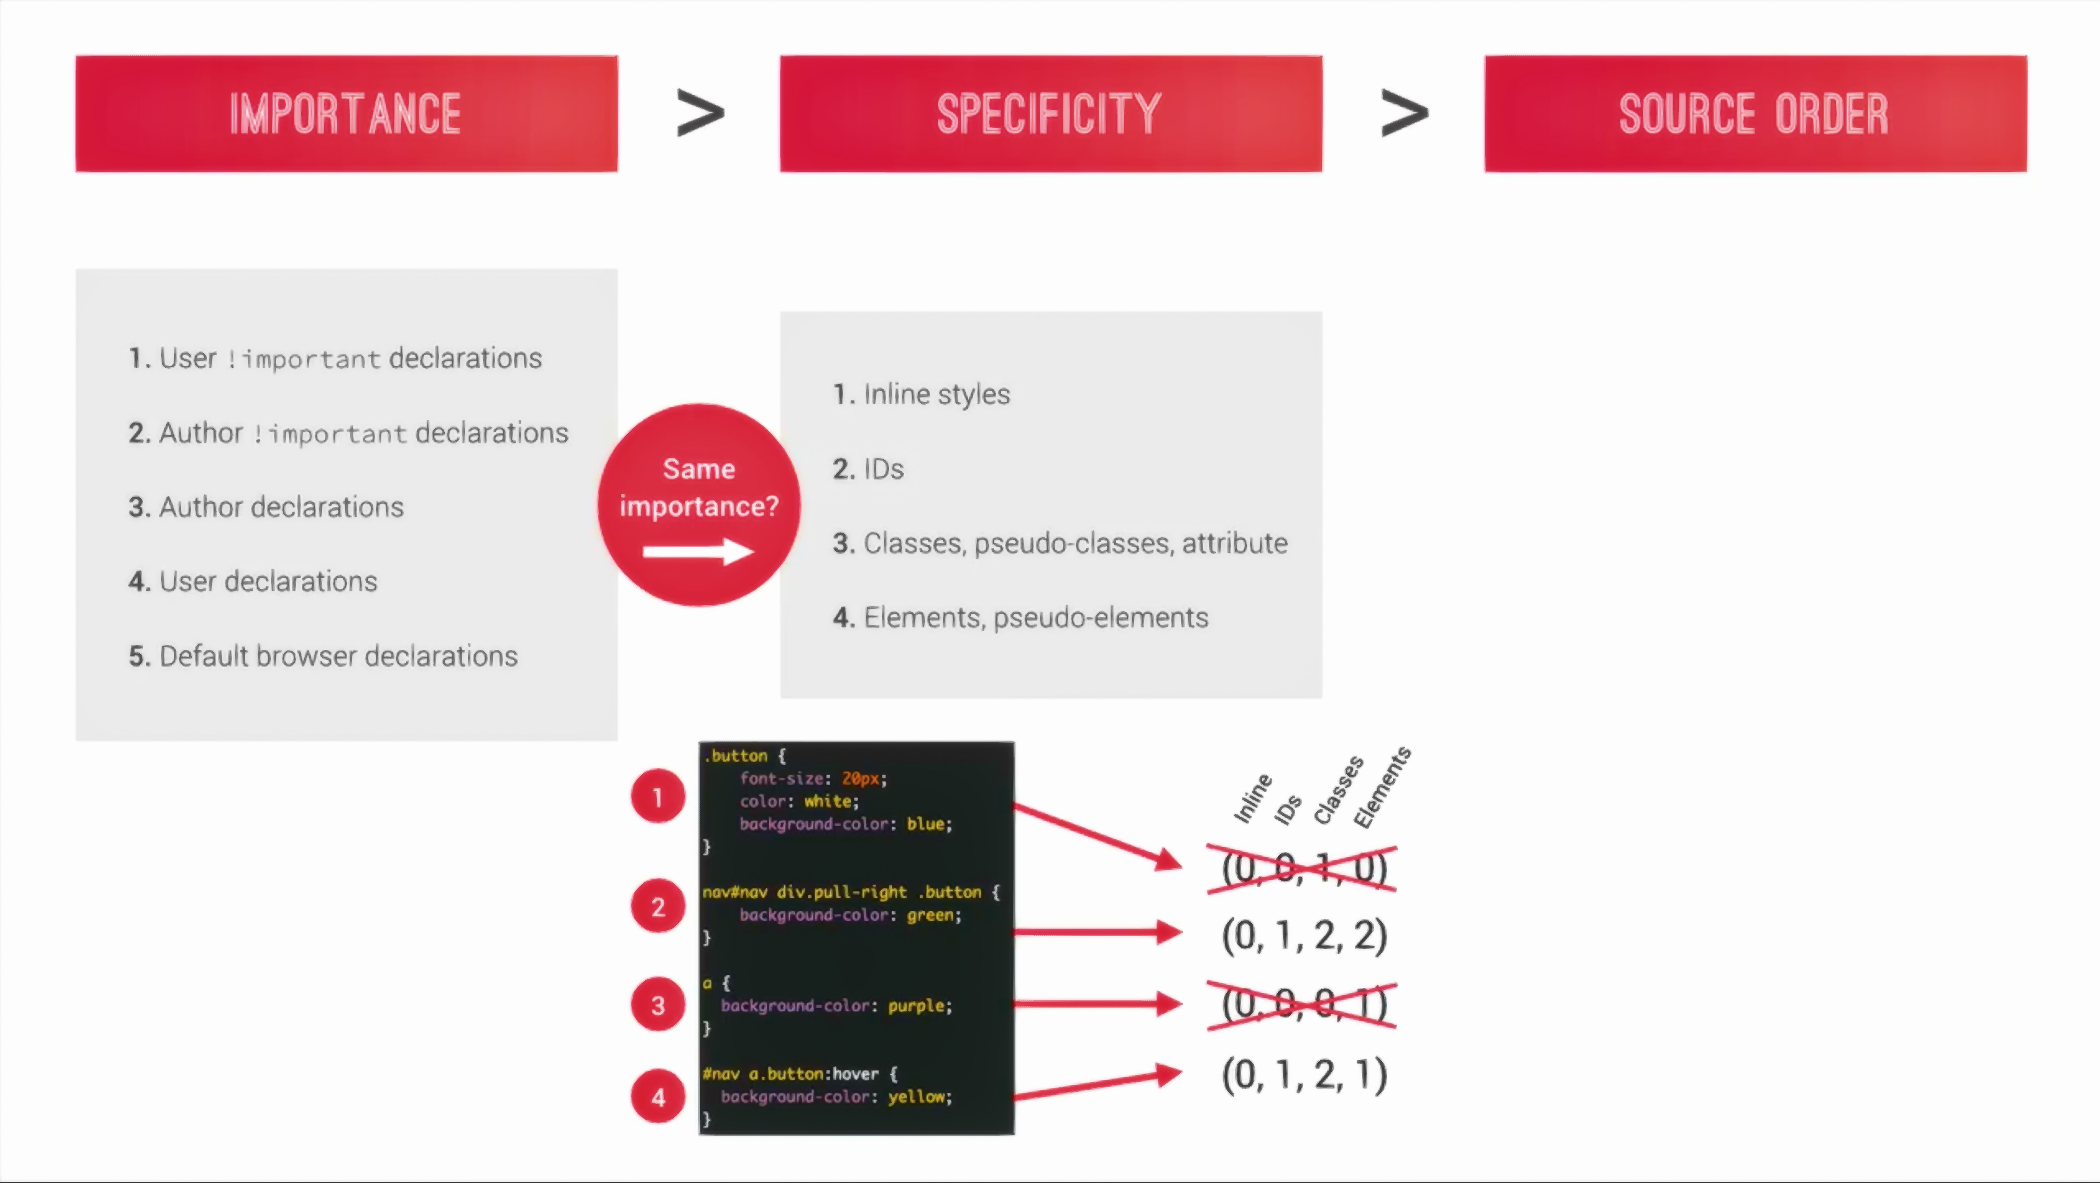 IMPORTANCE
>
SPECIFICITY
>
SOURCE ORDER
1. User !important declarations
2. Author !important declarations
3. Author declarations
4. User declarations
5. Default browser declarations
Same
importance?
1. Inline styles
2. IDs
3. Classes, pseudo-classes, attribute
4. Elements, pseudo-elements
1
.button {
font-size: 20px;
color: white;
background-color: blue;
}
2
nav#nav div.pull-right .button {
background-color: green;
}
3
a {
background-color: purple;
}
4
#nav a.button:hover {
background-color: yellow;
}
Inline
IDs
Classes
Elements
(0, 0, 1, 0)
(0, 1, 2, 2)
(0, 0, 0, 1)
(0, 1, 2, 1)